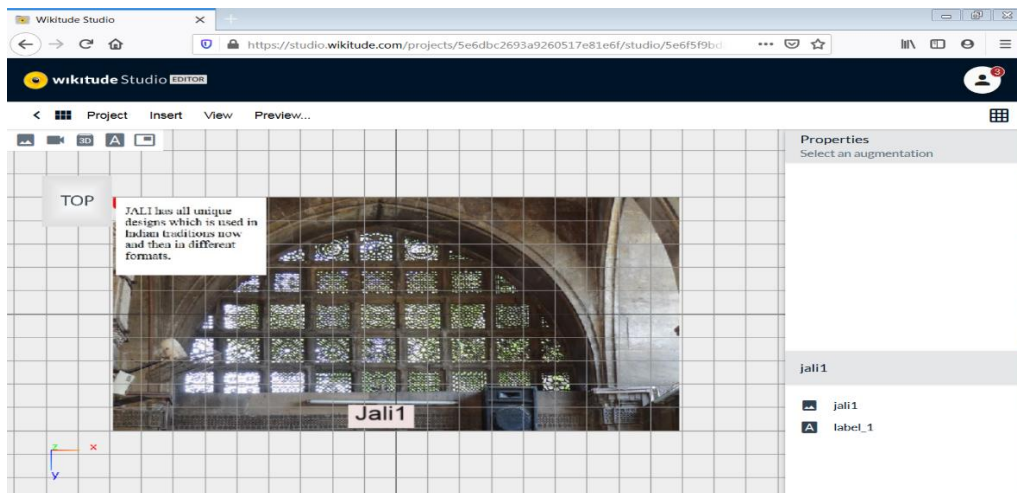 Wikitude Studio
https://studio.wikitude.com/projects/5e6dbc2693a9260517e81e6f/studio/5e6f5f9bd
wikitude Studio EDITOR
3
Project Insert View Preview...
3D A
Properties
Select an augmentation
TOP
JALI has all unique
designs which is used in
Indian traditions now
and then in different
formats.
Jali1
jali1
jali1
A label_1
z x
y